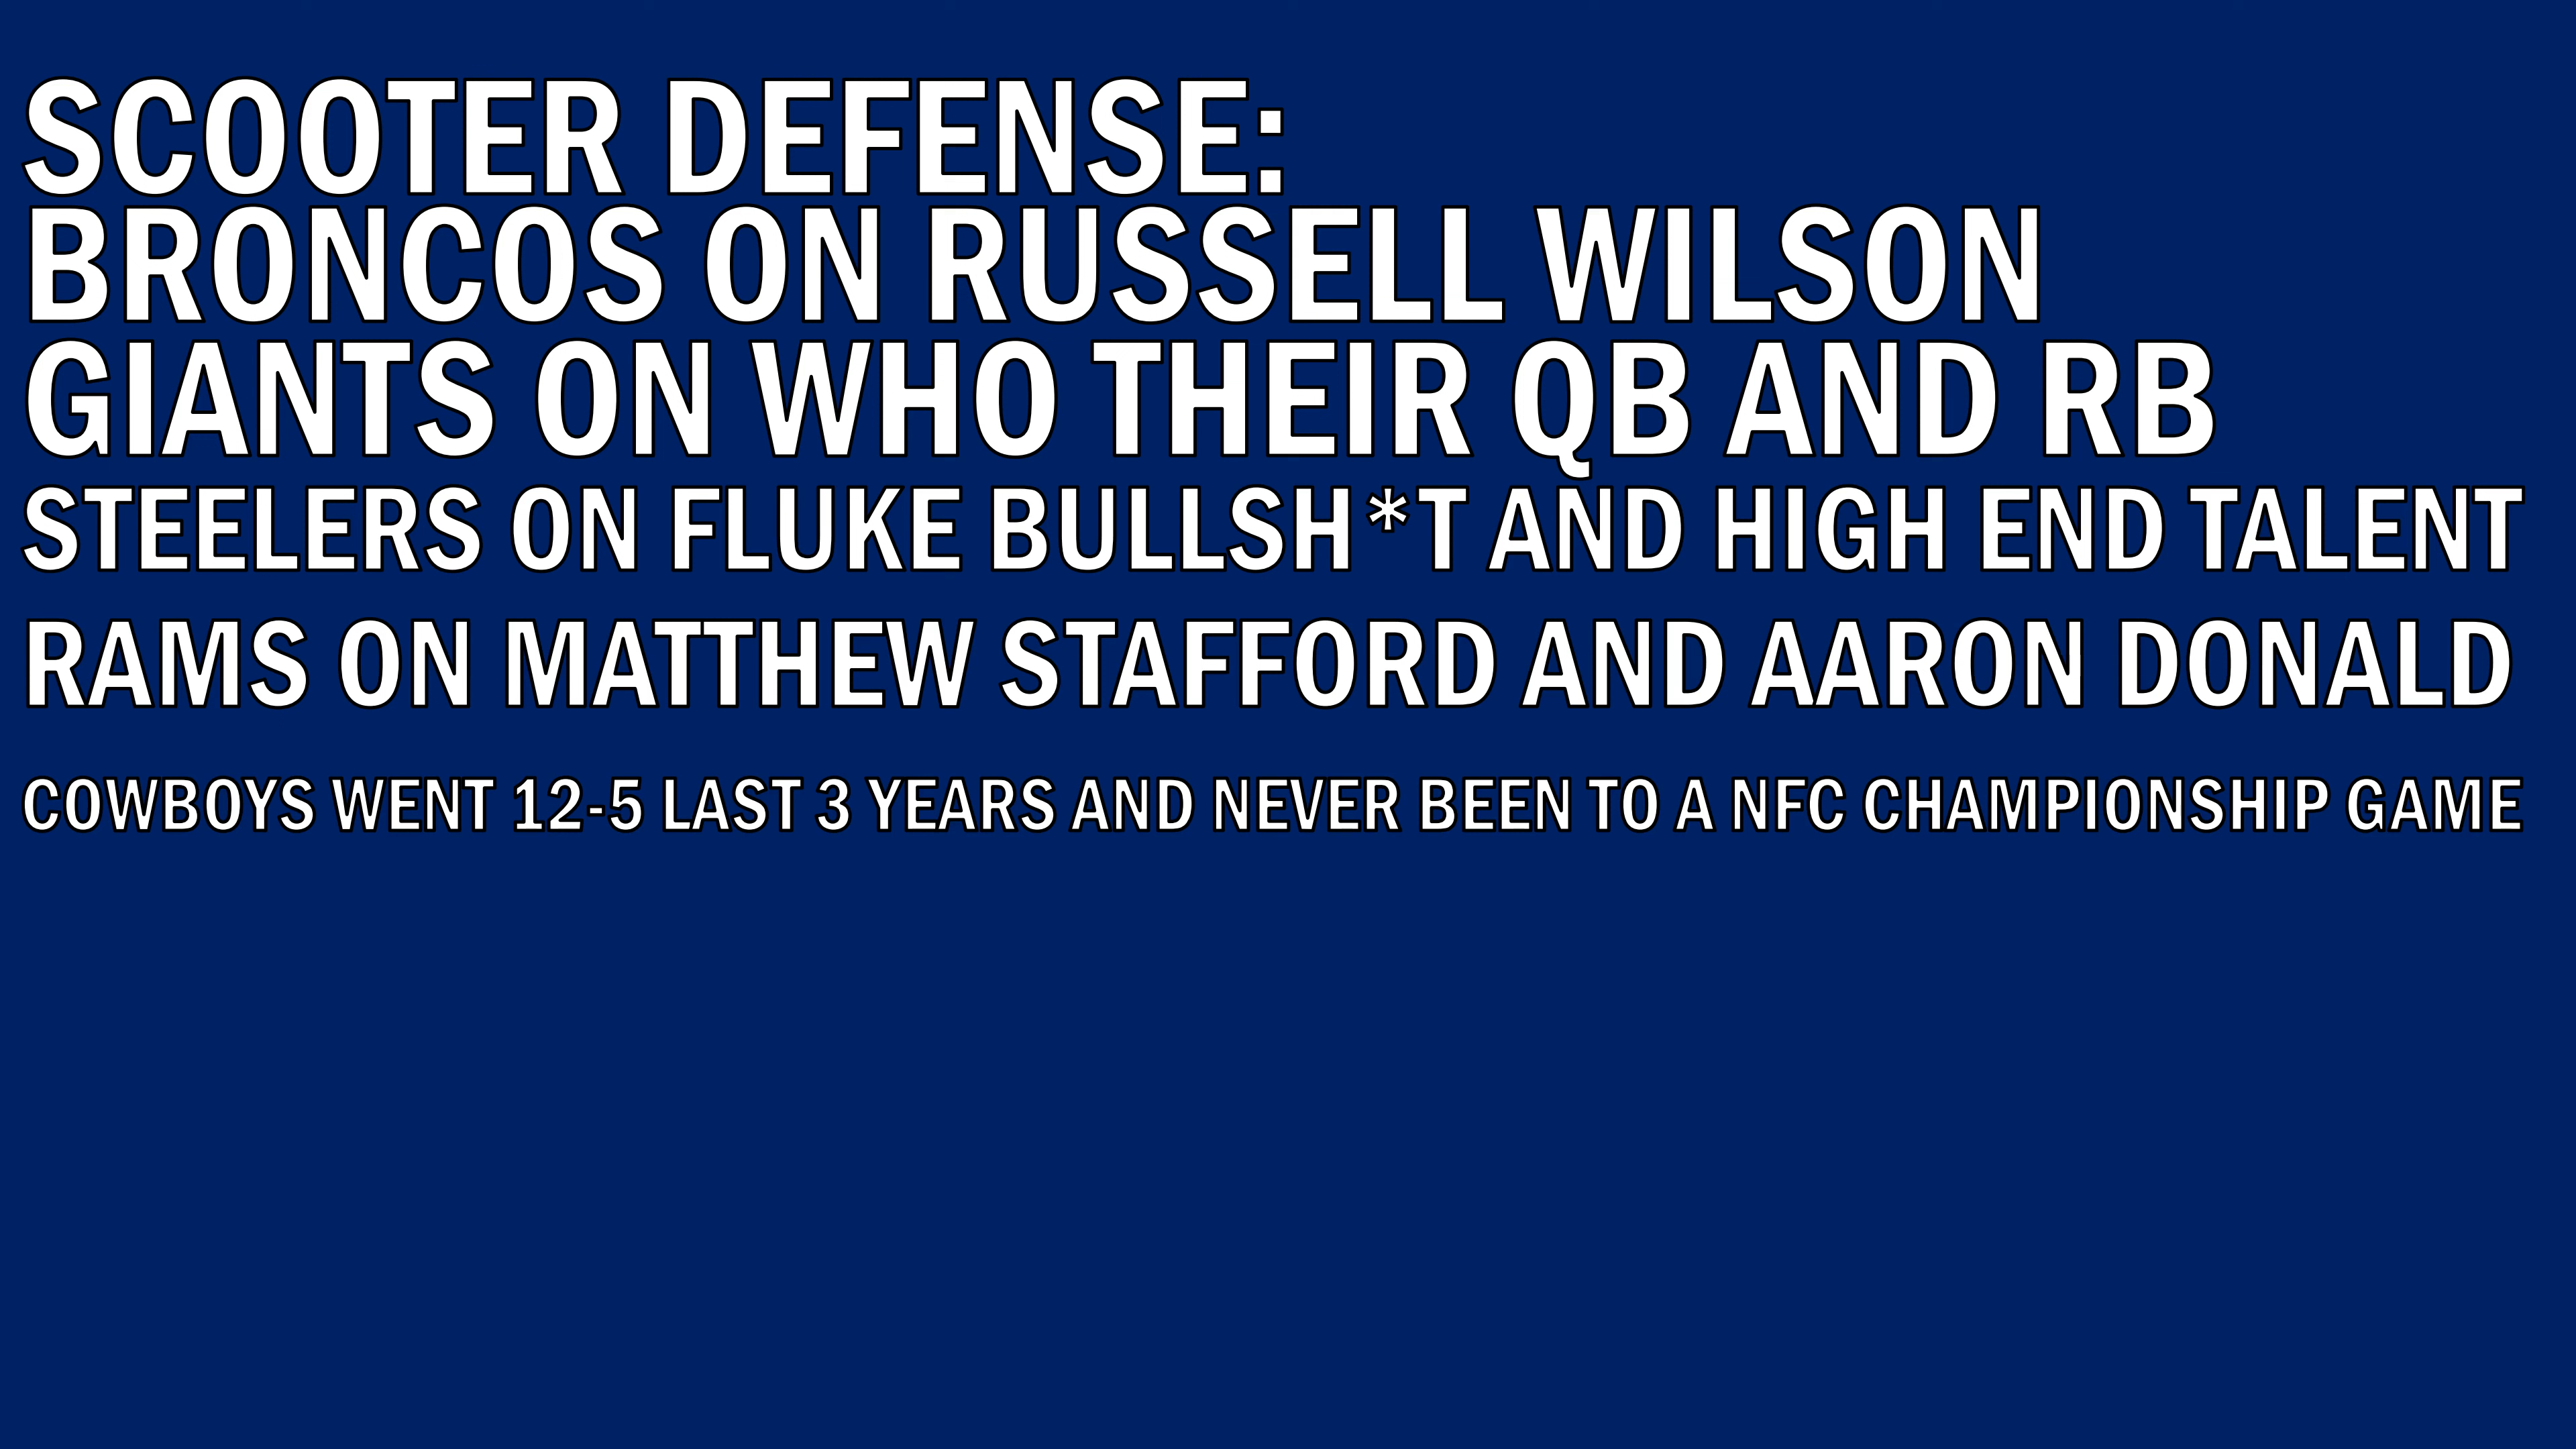 SCOOTER DEFENSE:
BRONCOS ON RUSSELL WILSON
GIANTS ON WHO THEIR QB AND RB
STEELERS ON FLUKE BULLSH*T AND HIGH END TALENT
RAMS ON MATTHEW STAFFORD AND AARON DONALD
COWBOYS WENT 12-5 LAST 3 YEARS AND NEVER BEEN TO A NFC CHAMPIONSHIP GAME